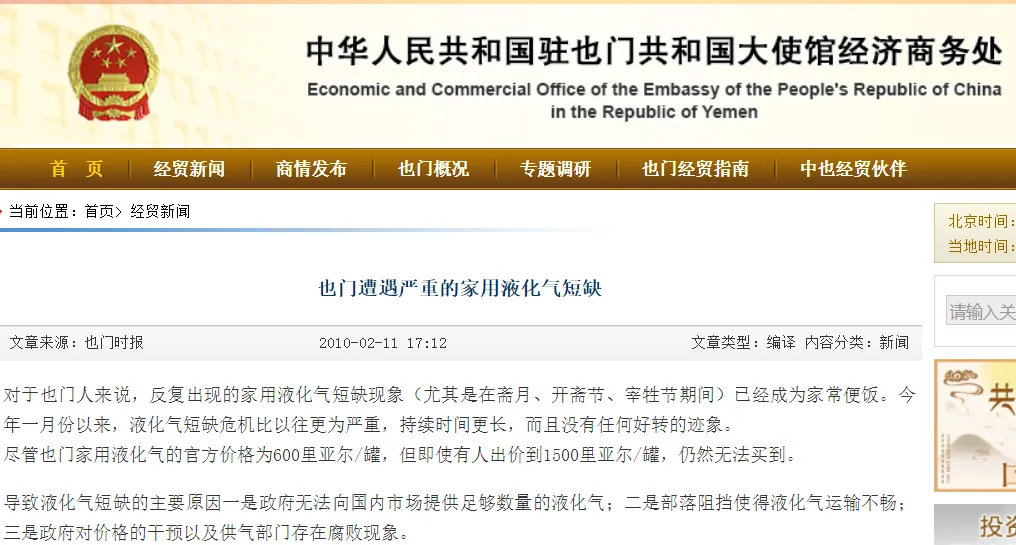 中华人民共和国驻也门共和国大使馆经济商务处
Economic and Commercial Office of the Embassy of the People's Republic of China
in the Republic of Yemen
首 页 经贸新闻 商情发布 也门概况 专题调研 也门经贸指南 中也经贸伙伴
当前位置：首页> 经贸新闻
北京时间：
当地时间：
也门遭遇严重的家用液化气短缺
请输入关
文章来源：也门时报 2010-02-11 17:12 文章类型：编译 内容分类：新闻
对于也门人来说，反复出现的家用液化气短缺现象（尤其是在斋月、开斋节、宰牲节期间）已经成为家常便饭。今
年一月份以来，液化气短缺危机比以往更为严重，持续时间更长，而且没有任何好转的迹象。
尽管也门家用液化气的官方价格为600里亚尔/罐，但即使有人出价到1500里亚尔/罐，仍然无法买到。
导致液化气短缺的主要原因一是政府无法向国内市场提供足够数量的液化气；二是部落阻挡使得液化气运输不畅；
三是政府对价格的干预以及供气部门存在腐败现象。
共
投资